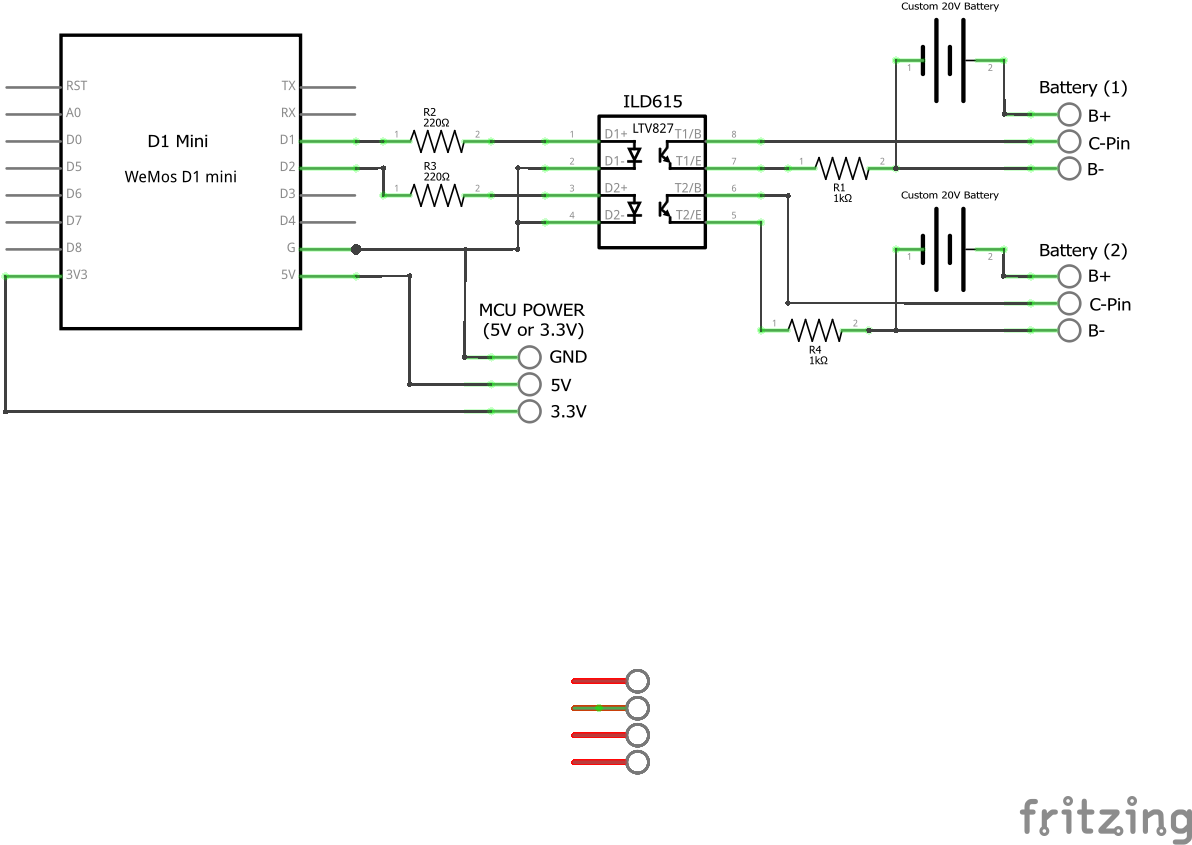 Custom 20V Battery
1
2
Battery (1)
B+
C-Pin
B-
RST
A0
D0
D5
D6
D7
D8
3V3
D1 Mini
WeMos D1 mini
TX
RX
D1
D2
D3
D4
G
5V
R2
220Ω
1
2
R3
220Ω
1
2
ILD615
LTV827
1
2
3
4
D1+
D1-
D2+
D2-
T1/B
T1/E
T2/B
T2/E
8
7
6
5
1
2
R1
1kΩ
Custom 20V Battery
1
2
Battery (2)
B+
C-Pin
B-
1
2
R4
1kΩ
MCU POWER
(5V or 3.3V)
GND
5V
3.3V
fritzing